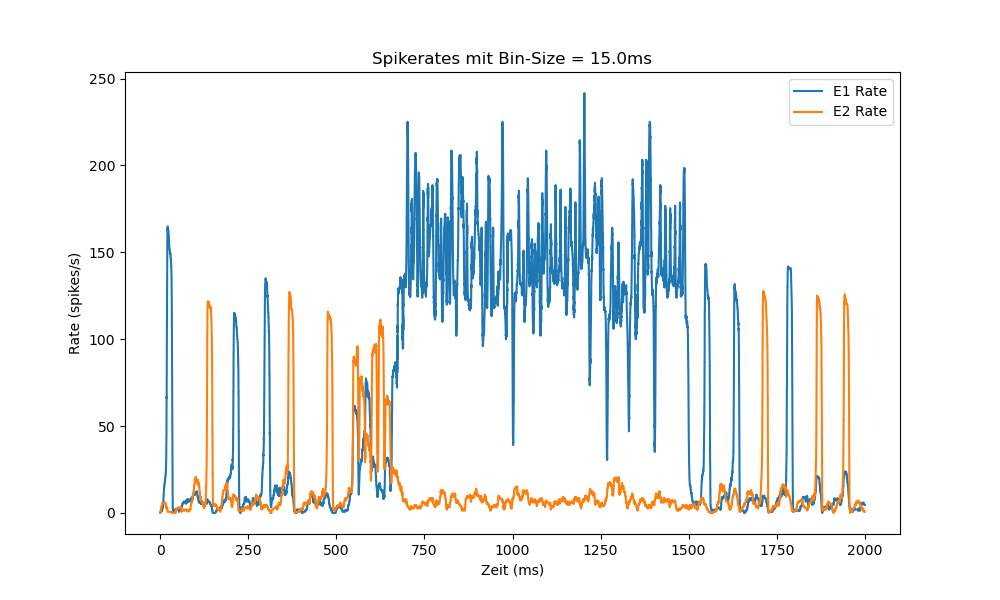 Spikerates mit Bin-Size = 15.0ms
E1 Rate
E2 Rate
Rate (spikes/s)
250
200
150
100
50
0
0 250 500 750 1000 1250 1500 1750 2000
Zeit (ms)